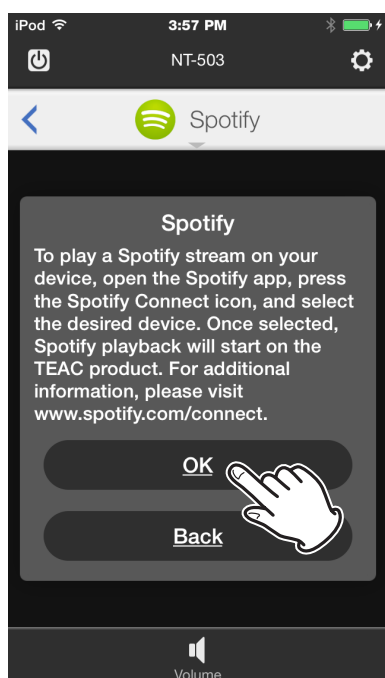 iPod 3:57 PM
NT-503
Spotify
Spotify
To play a Spotify stream on your
device, open the Spotify app, press
the Spotify Connect icon, and select
the desired device. Once selected,
Spotify playback will start on the
TEAC product. For additional
information, please visit
www.spotify.com/connect.
OK
Back
Volume